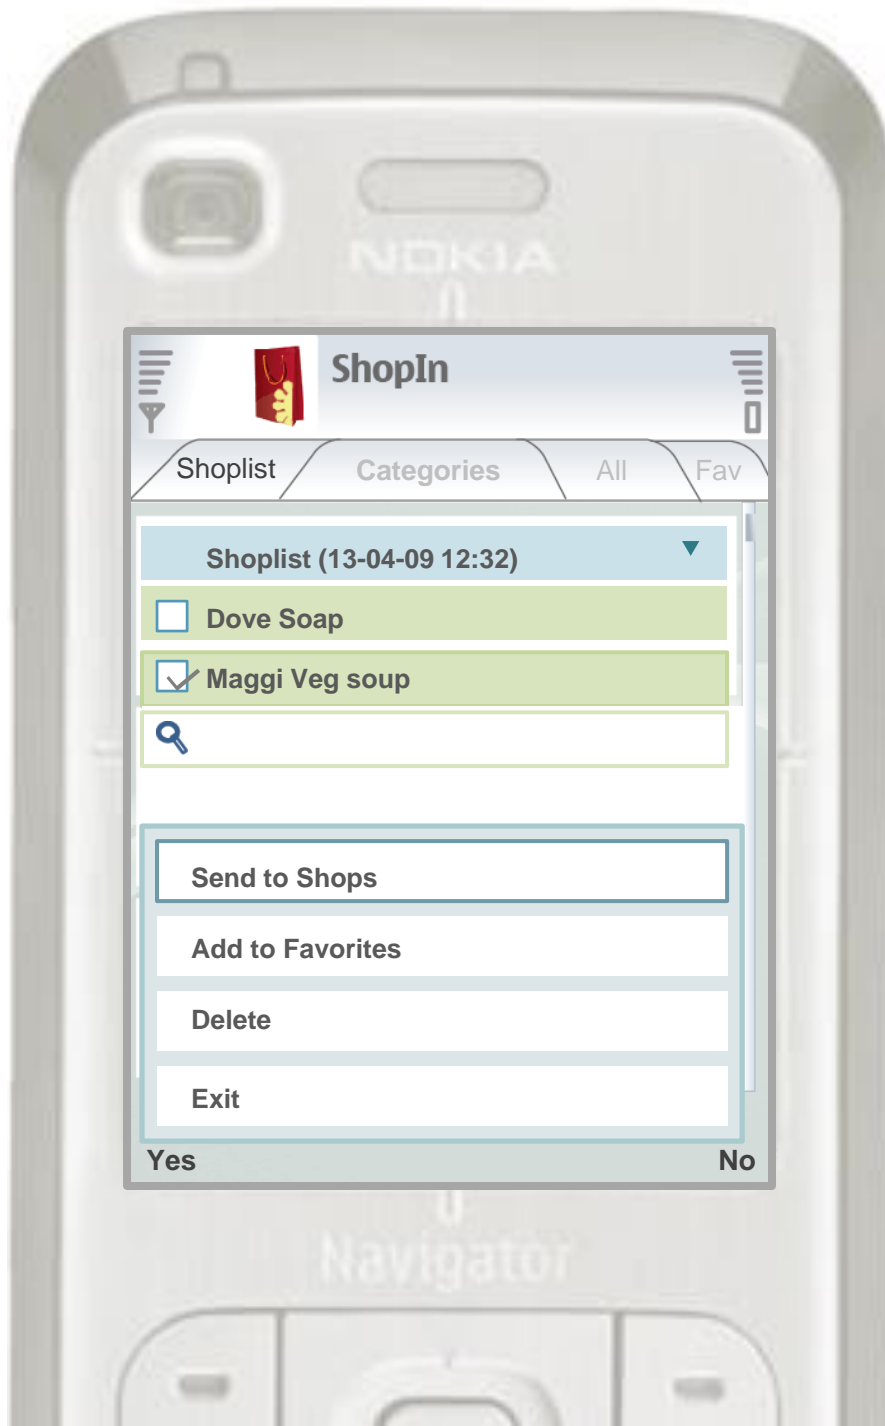 NOKIA
ShopIn
Shoplist Categories All Fav
Shoplist (13-04-09 12:32)
Dove Soap
Maggi Veg soup
Send to Shops
Add to Favorites
Delete
Exit
Yes No
Navigator